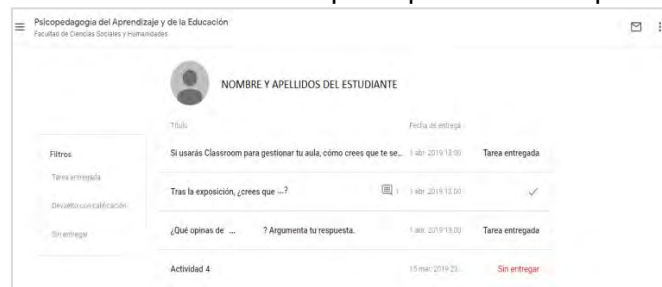 Psicopedagogía del Aprendizaje y de la Educación
Facultad de Ciencias Sociales y Humanidades
NOMBRE Y APELLIDOS DEL ESTUDIANTE
Título
Fecha de entrega
Filtros
Tarea entregada
Devuelto con calificación
Sin entregar
Si usarás Classroom para gestionar tu aula, cómo crees que te se... 1 abr. 2019 13:00 Tarea entregada
Tras la exposición, ¿crees que ...? 1 1 abr. 2019 13:00
¿Qué opinas de ... ? Argumenta tu respuesta. 1 abr. 2019 13:00 Tarea entregada
Actividad 4 15 mar. 2019 23... Sin entregar